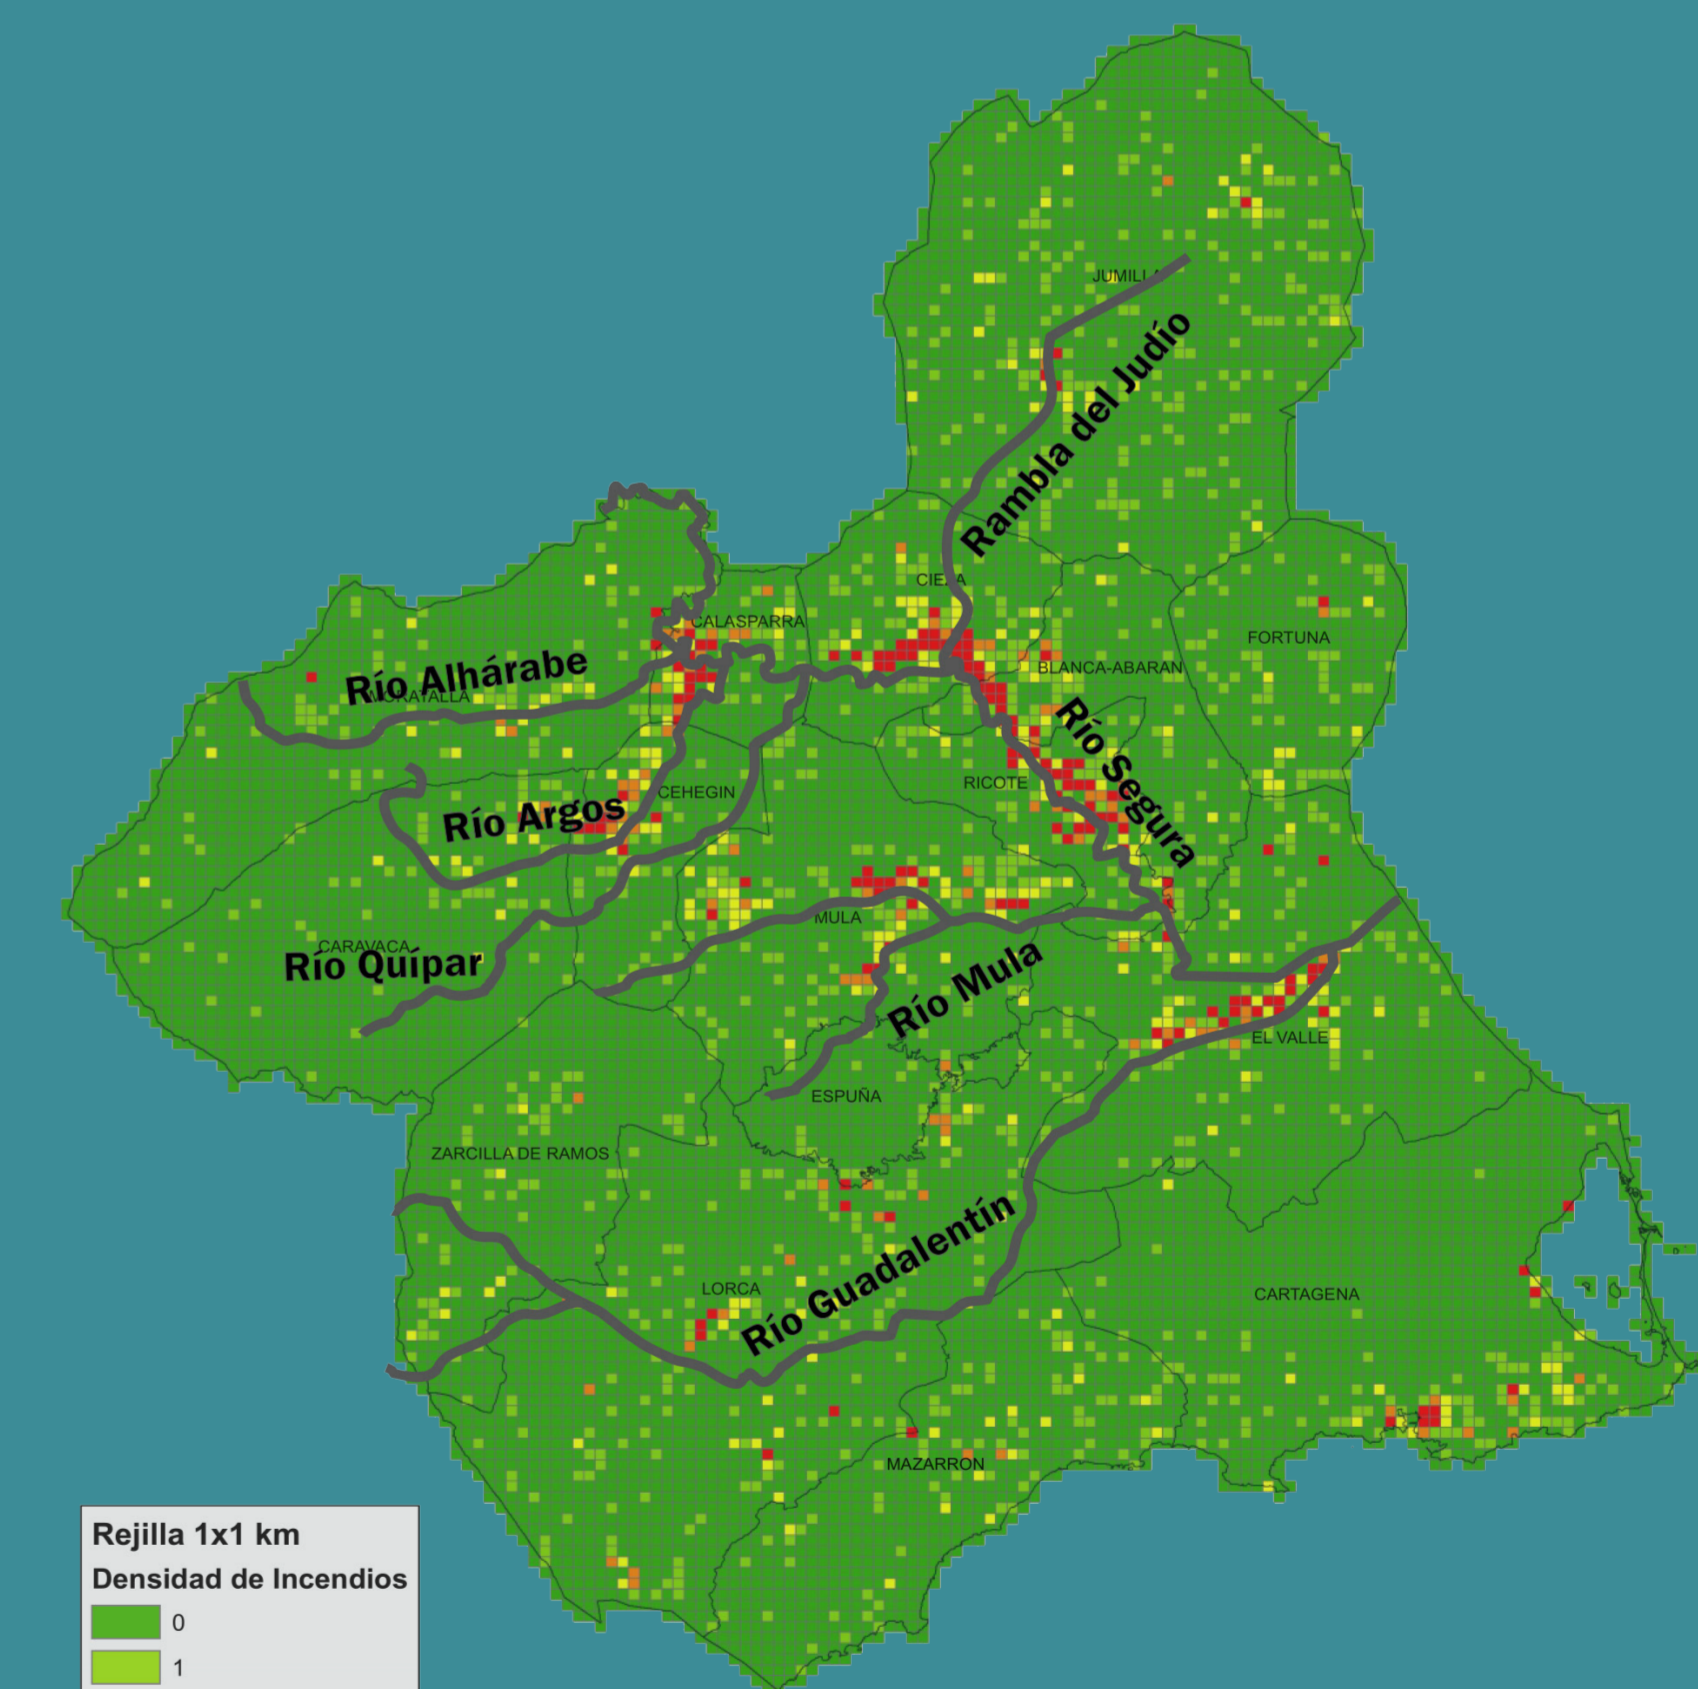 JUMILLA
Rambla del Judío
CIEZA
CALASPARRA
FORTUNA
BLANCA-ABARAN
Río Alhárabe
MORATALLA
Río Segura
RICOTE
CEHEGIN
Río Argos
MULA
CARAVACA
Río Quípar
Río Mula
EL VALLE
ESPUÑA
ZARCILLA DE RAMOS
Río Guadalentín
LORCA
CARTAGENA
MAZARRON
Rejilla 1x1 km
Densidad de Incendios
0
1